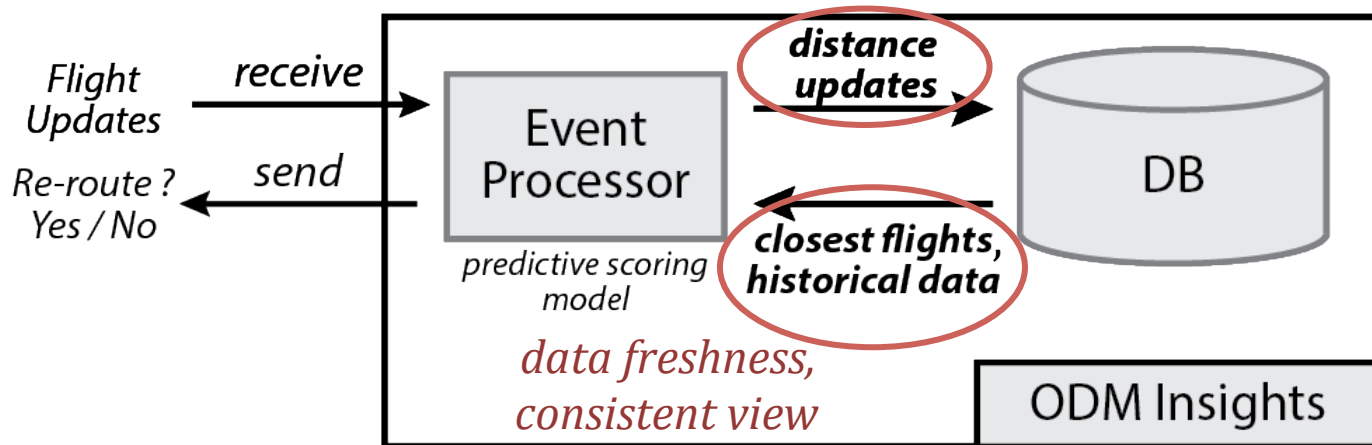 Flight
Updates
receive
Re-route ?
Yes / No
send
Event
Processor
predictive scoring
model
distance
updates
closest flights,
historical data
DB
data freshness,
consistent view
ODM Insights